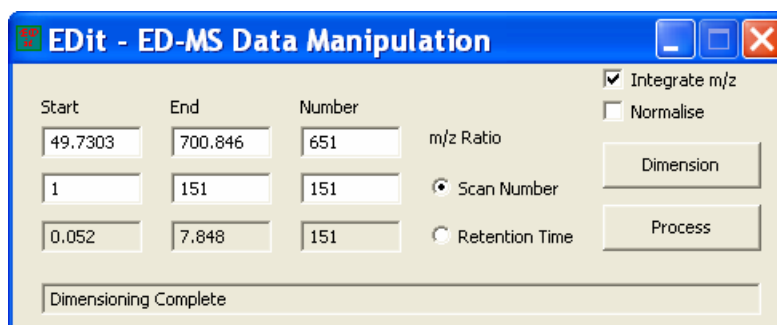 EDit - ED-MS Data Manipulation
Integrate m/z
Start End Number
Normalise
49.7303 700.846 651 m/z Ratio
Dimension
1 151 151 Scan Number
0.052 7.848 151 Retention Time
Process
Dimensioning Complete